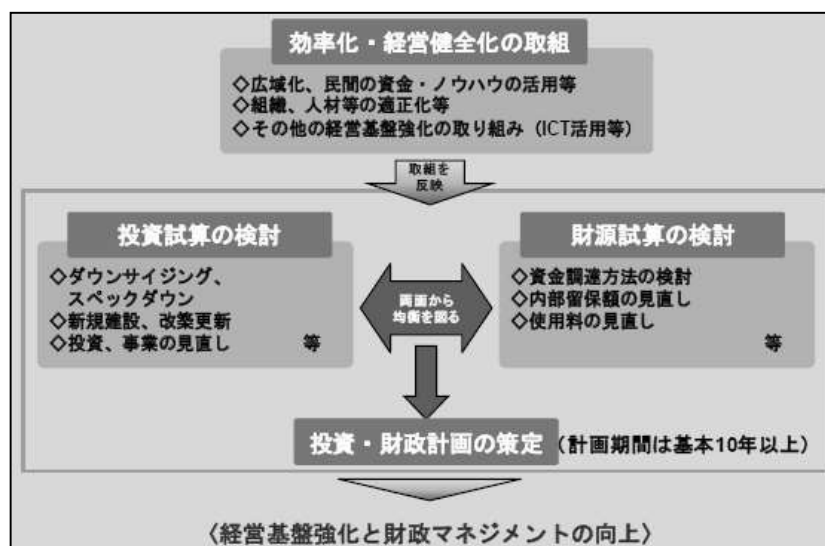 効率化・経営健全化の取組
◇広域化、民間の資金・ノウハウの活用等
◇組織、人材等の適正化等
◇その他の経営基盤強化の取り組み（ICT活用等）
取組を
反映
投資試算の検討
◇ダウンサイジング、
スペックダウン
◇新規建設、改築更新
◇投資、事業の見直し　等
両面から
均衡を図る
財源試算の検討
◇資金調達方法の検討
◇内部留保額の見直し
◇使用料の見直し
等
投資・財政計画の策定（計画期間は基本10年以上）
〈経営基盤強化と財政マネジメントの向上〉